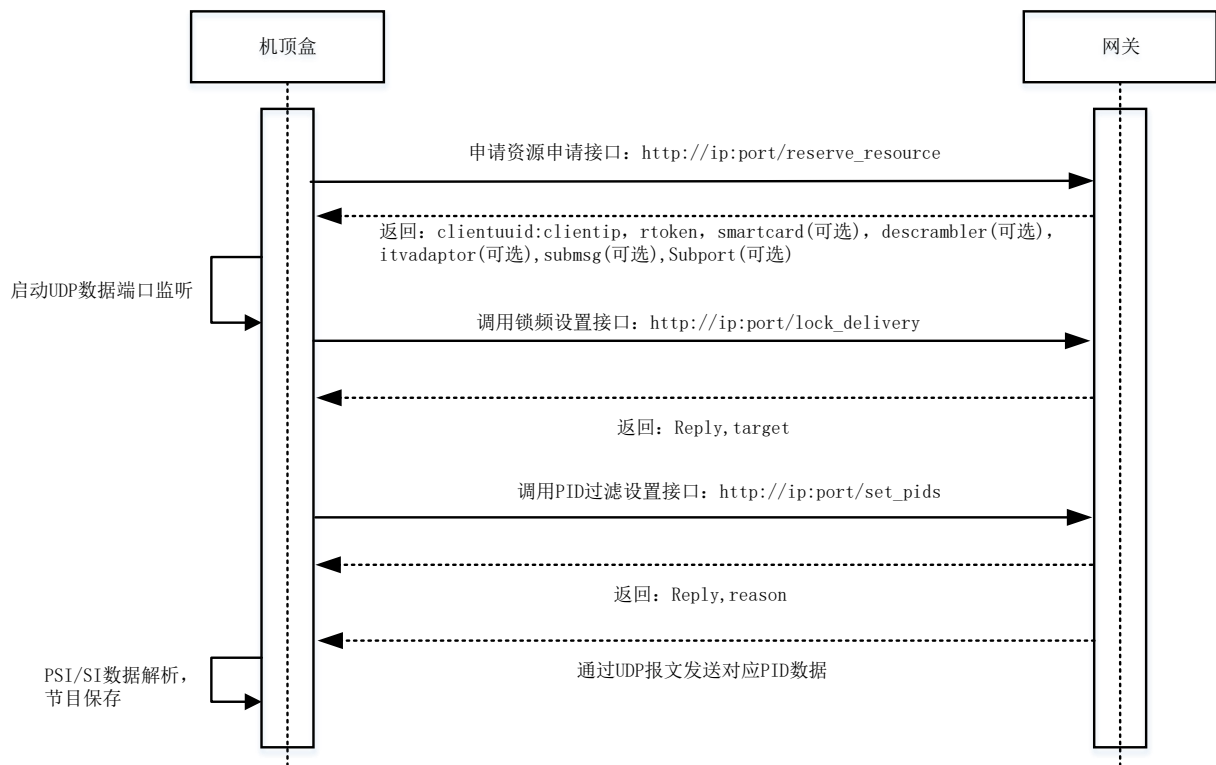 机顶盒
网关
申请资源申请接口：http://ip:port/reserve_resource
返回：clientuuid:clientip，rtoken，smartcard(可选)，descrambler(可选)，
itvadaptor(可选),submsg(可选),Subport(可选)
启动UDP数据端口监听
调用锁频设置接口：http://ip:port/lock_delivery
返回：Reply,target
调用PID过滤设置接口：http://ip:port/set_pids
返回：Reply,reason
通过UDP报文发送对应PID数据
PSI/SI数据解析，
节目保存